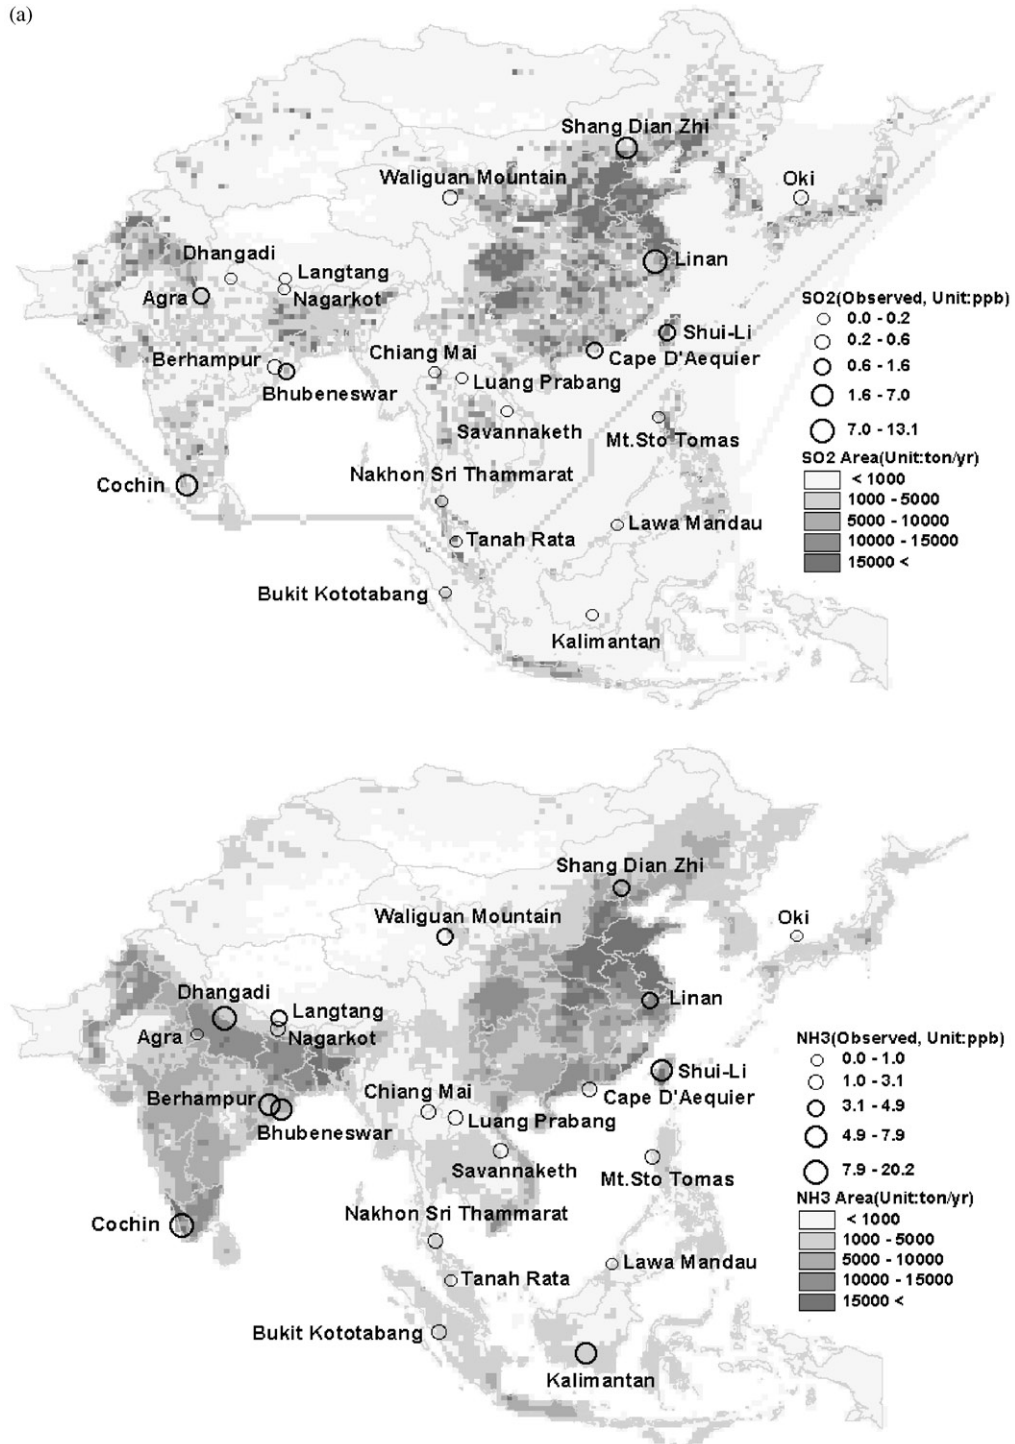 (a)
Shang Dian Zhi
Waliguan Mountain
Oki
Dhangadi
Langtang
Linan
Agra
Nagarkot
SO2(Observed, Unit:ppb)
0.0 - 0.2
0.2 - 0.6
0.6 - 1.6
1.6 - 7.0
7.0 - 13.1
Shui-Li
Chiang Mai
Cape D'Aequier
Berhampur
Luang Prabang
Bhubeneswar
Savannaketh
Mt.Sto Tomas
SO2 Area(Unit:ton/yr)
< 1000
1000 - 5000
5000 - 10000
10000 - 15000
15000 <
Nakhon Sri Thammarat
Cochin
Lawa Mandau
Tanah Rata
Bukit Kototabang
Kalimantan
Shang Dian Zhi
Waliguan Mountain
Oki
Dhangadi
Langtang
Linan
Agra
Nagarkot
NH3(Observed, Unit:ppb)
0.0 - 1.0
1.0 - 3.1
3.1 - 4.9
4.9 - 7.9
7.9 - 20.2
Shui-Li
Chiang Mai
Cape D'Aequier
Berhampur
Luang Prabang
Bhubeneswar
Savannaketh
Mt.Sto Tomas
NH3 Area(Unit:ton/yr)
< 1000
1000 - 5000
5000 - 10000
10000 - 15000
15000 <
Nakhon Sri Thammarat
Cochin
Lawa Mandau
Tanah Rata
Bukit Kototabang
Kalimantan